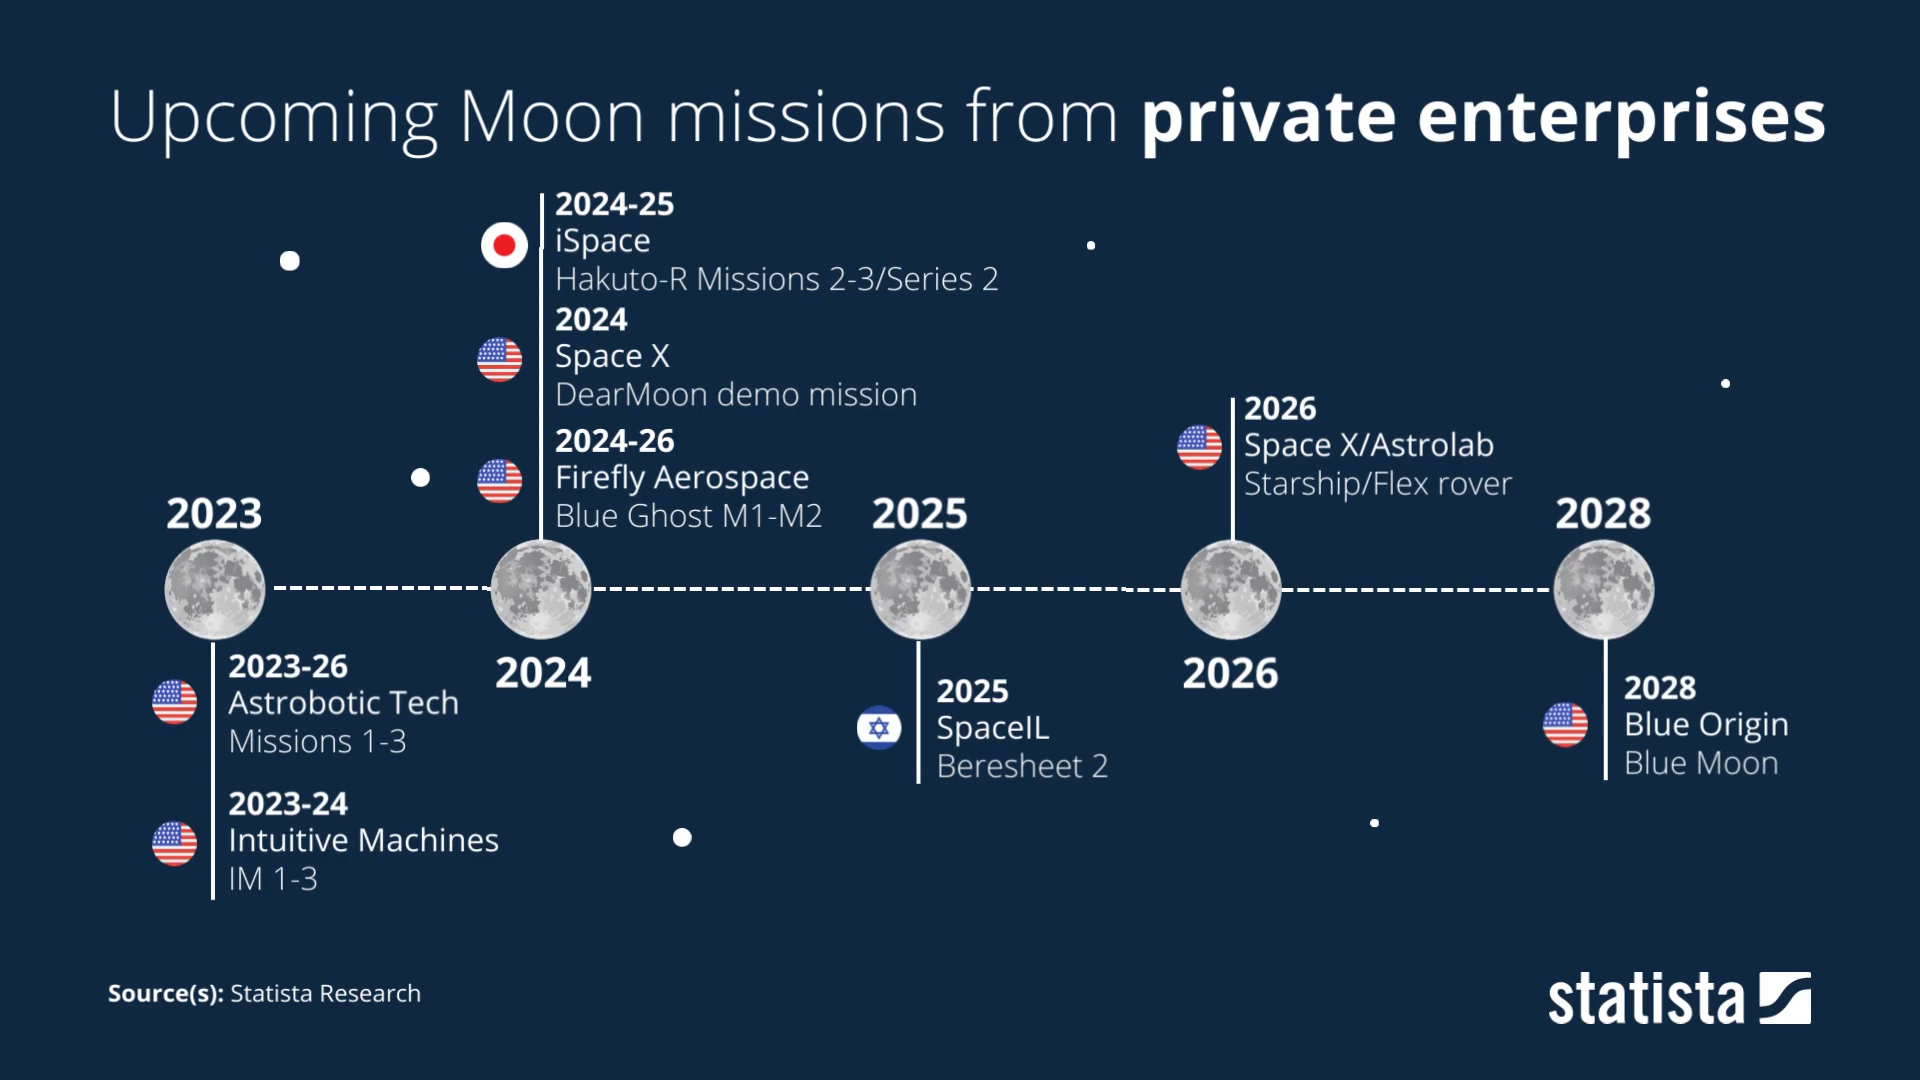 Upcoming Moon missions from private enterprises
2024-25
iSpace
Hakuto-R Missions 2-3/Series 2
2024
Space X
DearMoon demo mission
2024-26
Firefly Aerospace
Blue Ghost M1-M2
2026
Space X/Astrolab
Starship/Flex rover
2023
2025
2028
2024
2026
2023-26
Astrobotic Tech
Missions 1-3
2023-24
Intuitive Machines
IM 1-3
2025
SpaceIL
Beresheet 2
2028
Blue Origin
Blue Moon
Source(s): Statista Research
statista